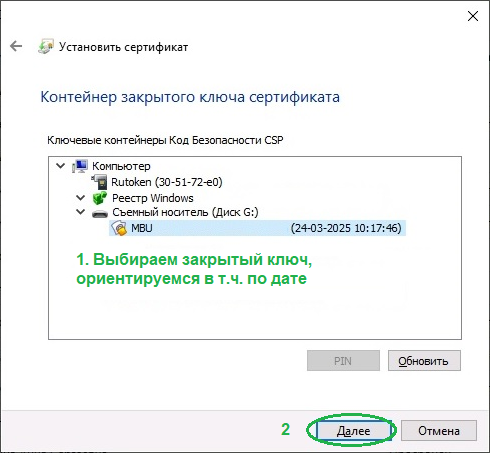 Установить сертификат
Контейнер закрытого ключа сертификата
Ключевые контейнеры Код Безопасности CSP
Компьютер
Rutoken (30-51-72-e0)
Реестр Windows
Съемный носитель (Диск G:)
MBU (24-03-2025 10:17:46)
1. Выбираем закрытый ключ,
ориентируемся в т.ч. по дате
PIN Обновить
2 Далее Отмена